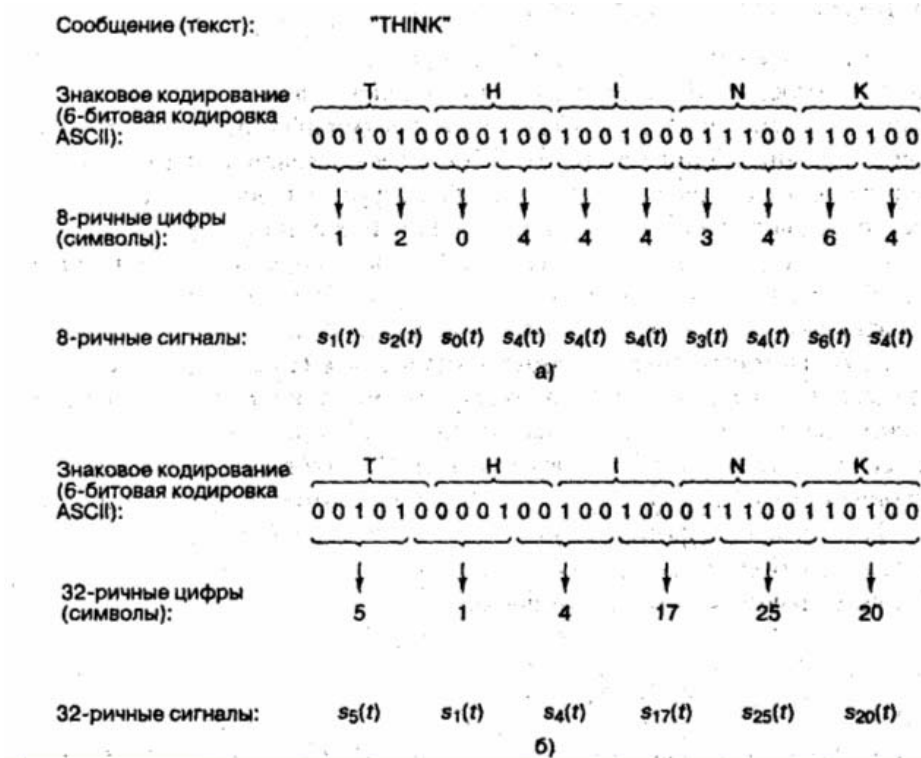 Сообщение (текст): "THINK"
T H I N K
Знаковое кодирование
(6-битовая кодировка
ASCII): 0 0 1 0 1 0 0 0 0 1 0 0 1 0 0 1 0 0 0 1 1 1 0 0 1 1 0 1 0 0
8-ричные цифры
(символы): 1 2 0 4 4 4 3 4 6 4
8-ричные сигналы: s1(t) s2(t) s0(t) s4(t) s4(t) s4(t) s3(t) s4(t) s6(t) s4(t)
а)
T H I N K
Знаковое кодирование
(6-битовая кодировка
ASCII): 0 0 1 0 1 0 0 0 0 1 0 0 1 0 0 1 0 0 0 1 1 1 0 0 1 1 0 1 0 0
32-ричные цифры
(символы): 5 1 4 17 25 20
32-ричные сигналы: s5(t) s1(t) s4(t) s17(t) s25(t) s20(t)
б)